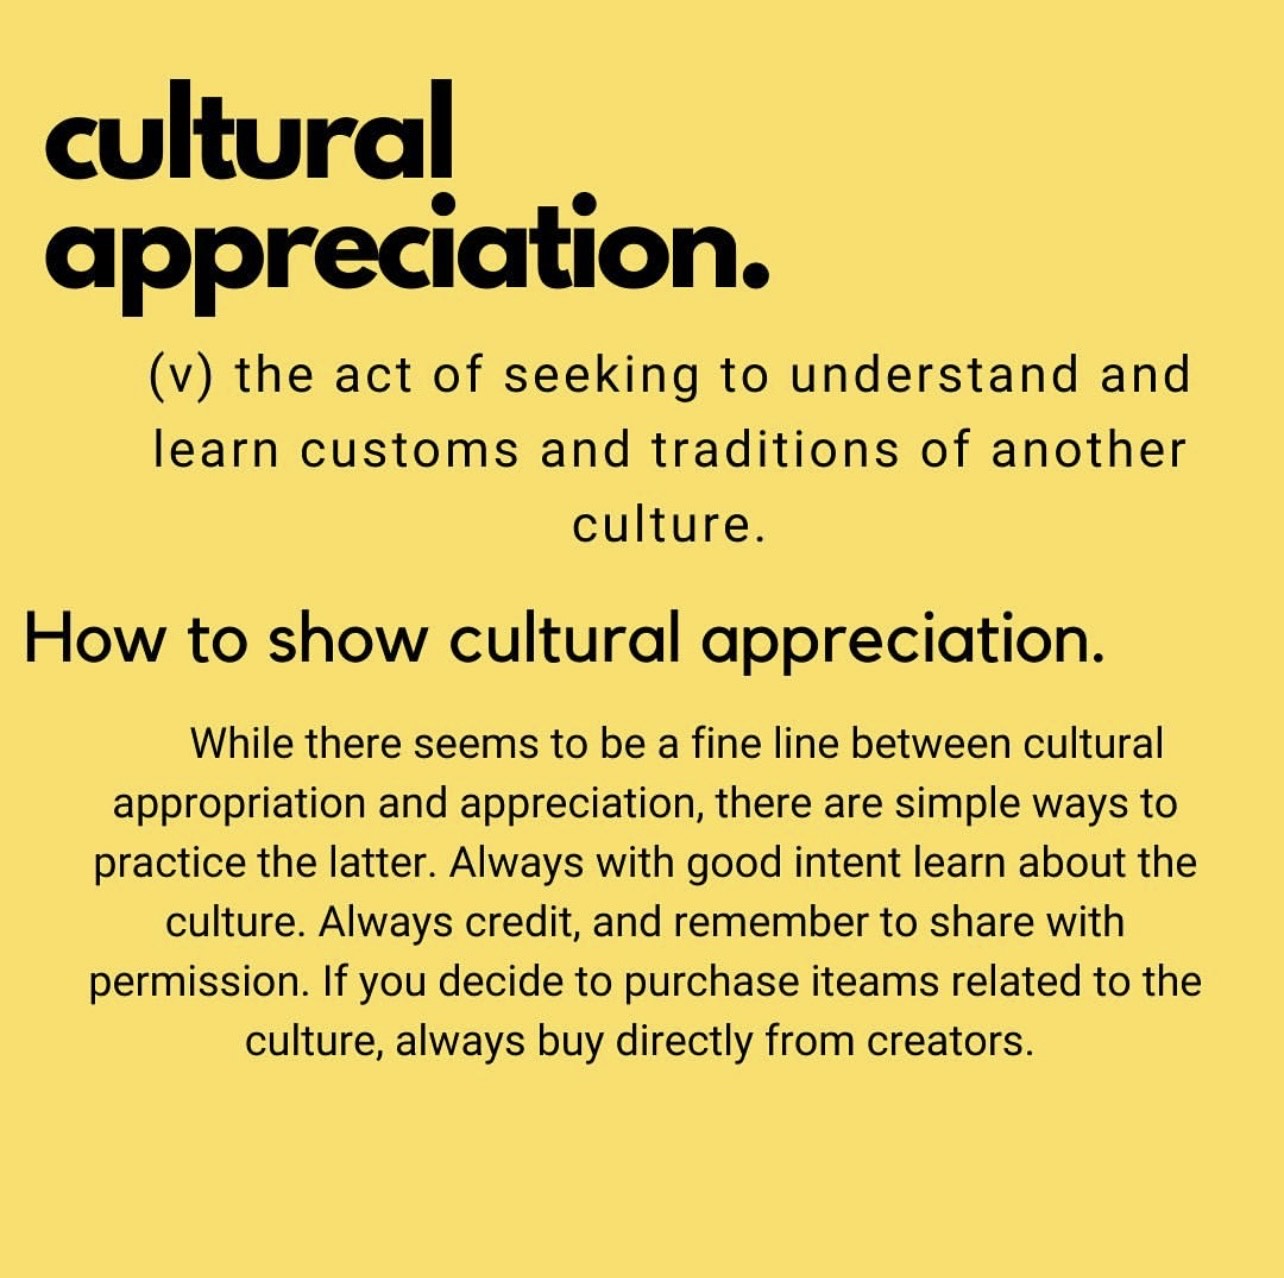 cultural
appreciation.
(v) the act of seeking to understand and
learn customs and traditions of another
culture.
How to show cultural appreciation.
While there seems to be a fine line between cultural
appropriation and appreciation, there are simple ways to
practice the latter. Always with good intent learn about the
culture. Always credit, and remember to share with
permission. If you decide to purchase iteams related to the
culture, always buy directly from creators.